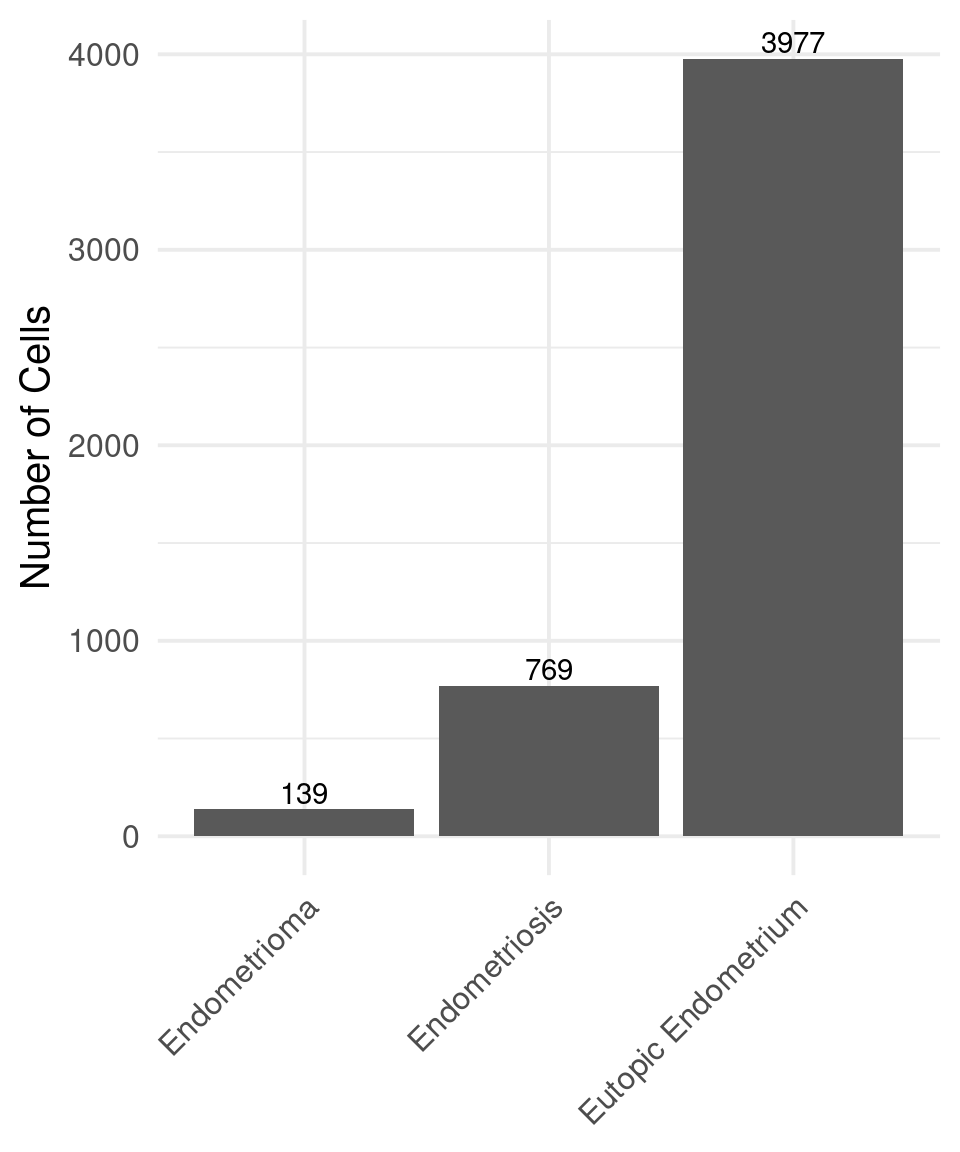 Number of Cells
4000
3000
2000
1000
0
139
769
3977
Endometrioma
Endometriosis
Eutopic Endometrium